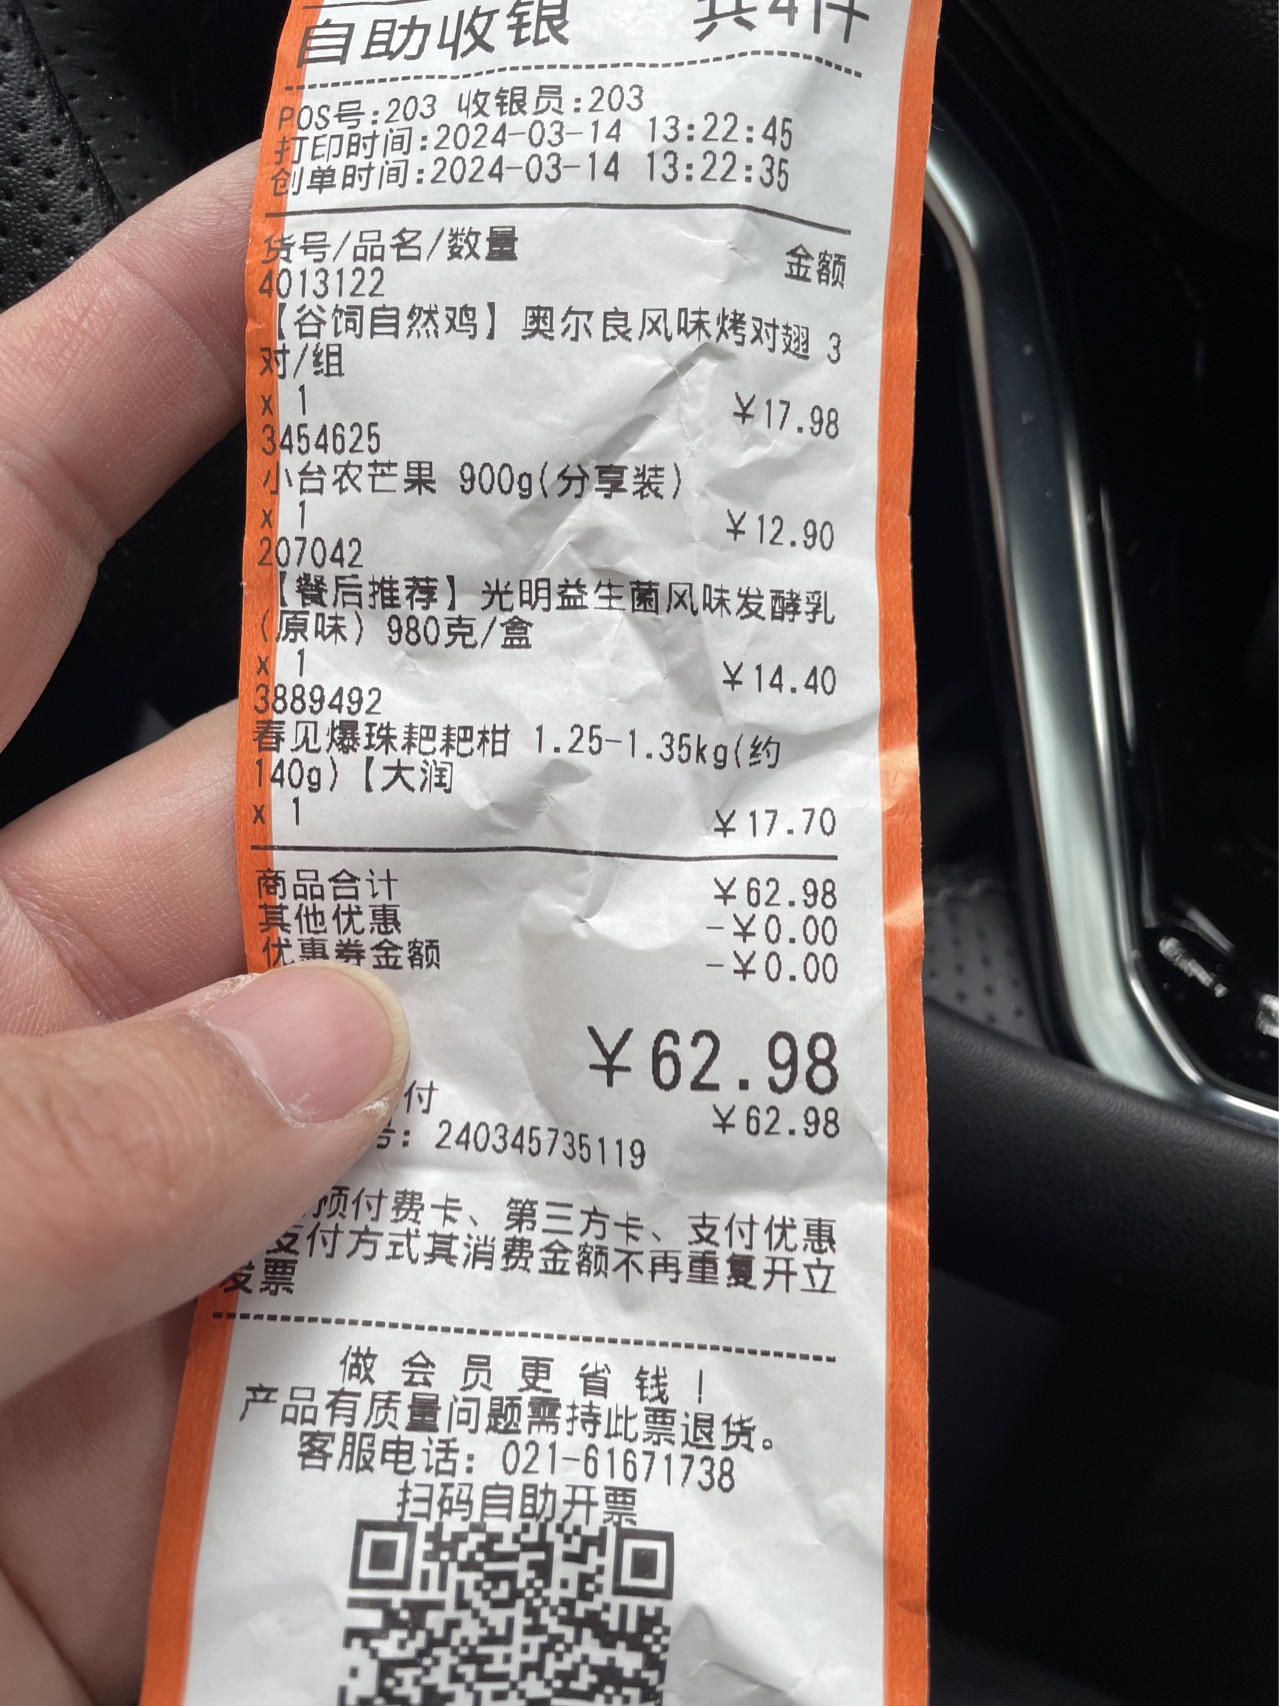 自助收银 共4件
POS号:203 收银员:203
打印时间:2024-03-14 13:22:45
创单时间:2024-03-14 13:22:35
货号/品名/数量 金额
4013122
【谷饲自然鸡】奥尔良风味烤对翅 3
对/组
x 1 ¥17.98
3454625
小台农芒果 900g(分享装)
x 1 ¥12.90
207042
【餐后推荐】光明益生菌风味发酵乳
(原味) 980克/盒
x 1 ¥14.40
3889492
春见爆珠耙耙柑 1.25-1.35kg(约
140g)【大润
x 1 ¥17.70
商品合计 ¥62.98
其他优惠 -¥0.00
优惠券金额 -¥0.00
¥62.98
付 ¥62.98
号: 240345735119
预付费卡、第三方卡、支付优惠
支付方式其消费金额不再重复开立
发票
做会员更省钱!
产品有质量问题需持此票退货。
客服电话: 021-61671738
扫码自助开票